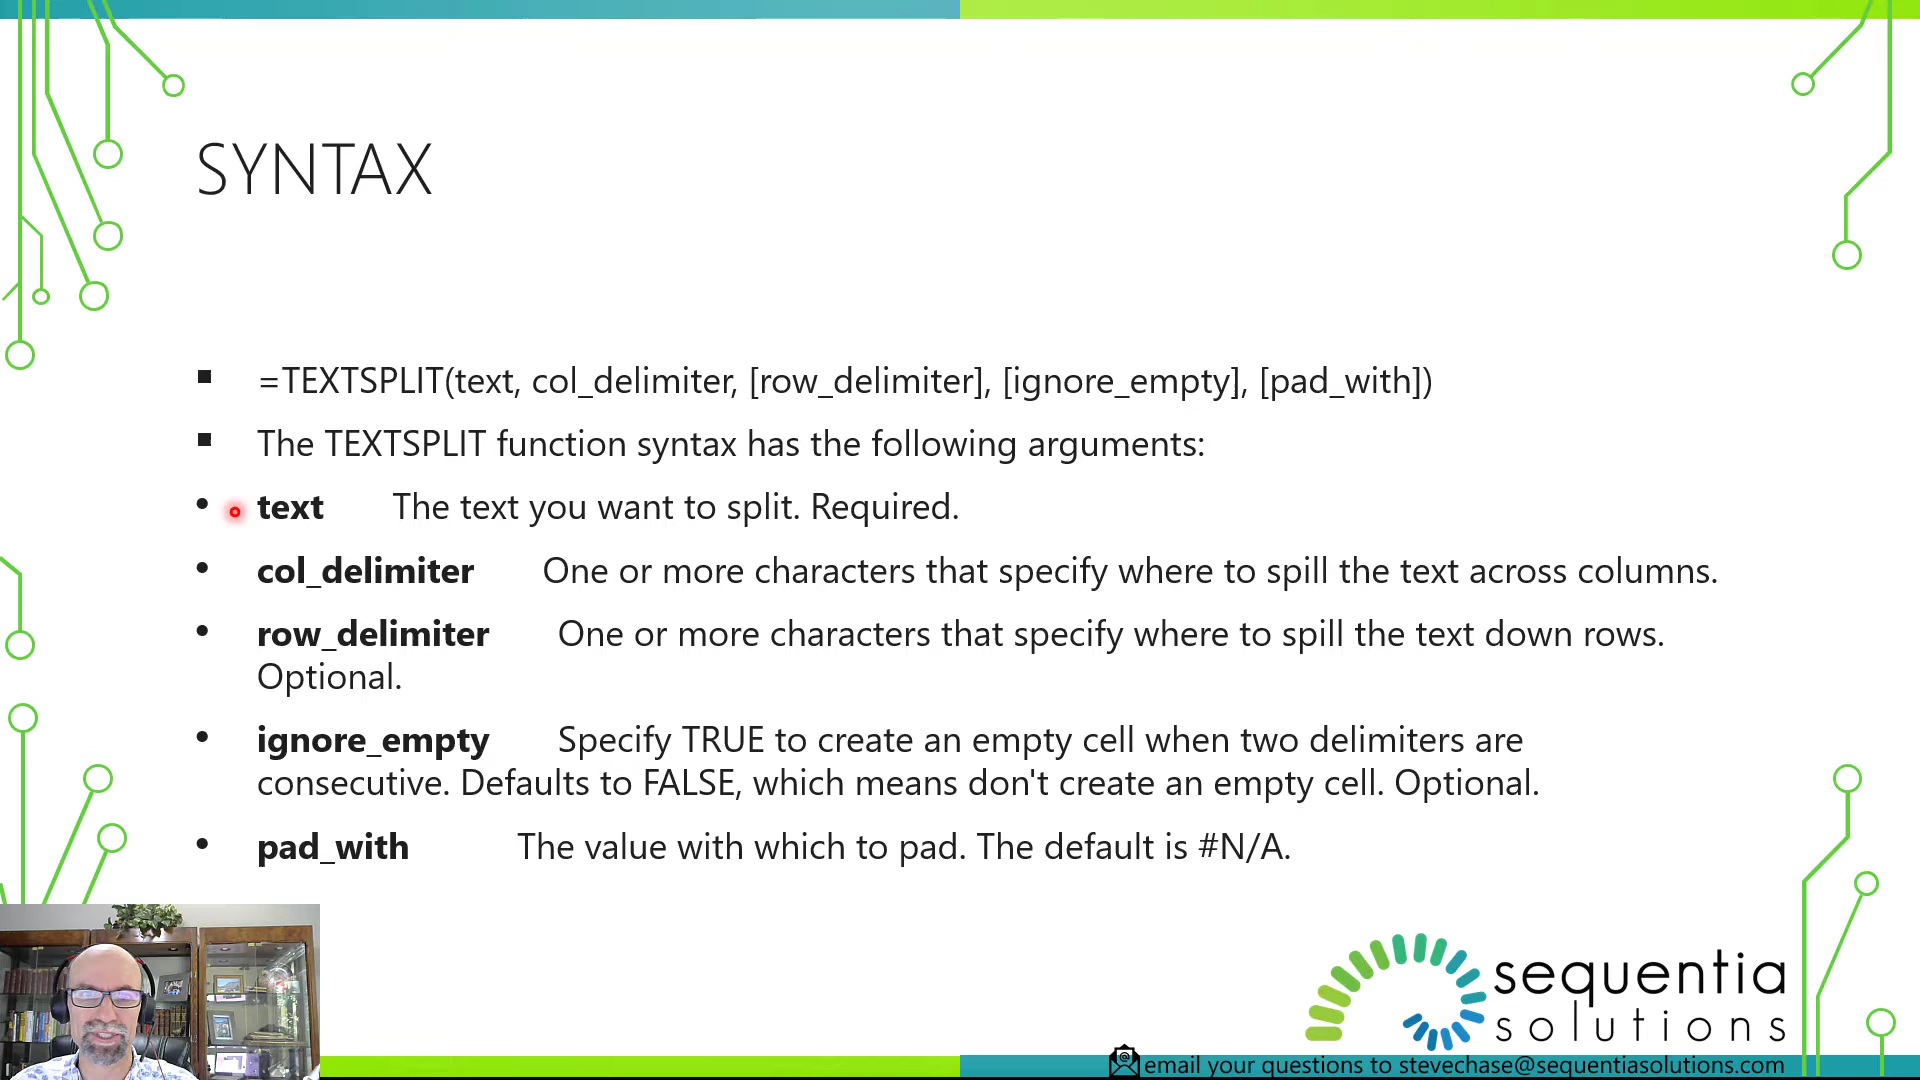 SYNTAX
=TEXTSPLIT(text, col_delimiter, [row_delimiter], [ignore_empty], [pad_with])
The TEXTSPLIT function syntax has the following arguments:
text The text you want to split. Required.
col_delimiter One or more characters that specify where to spill the text across columns.
row_delimiter One or more characters that specify where to spill the text down rows.
Optional.
ignore_empty Specify TRUE to create an empty cell when two delimiters are
consecutive. Defaults to FALSE, which means don't create an empty cell. Optional.
pad_with The value with which to pad. The default is #N/A.
sequentia
solutions
email your questions to stevechase@sequentiasolutions.com